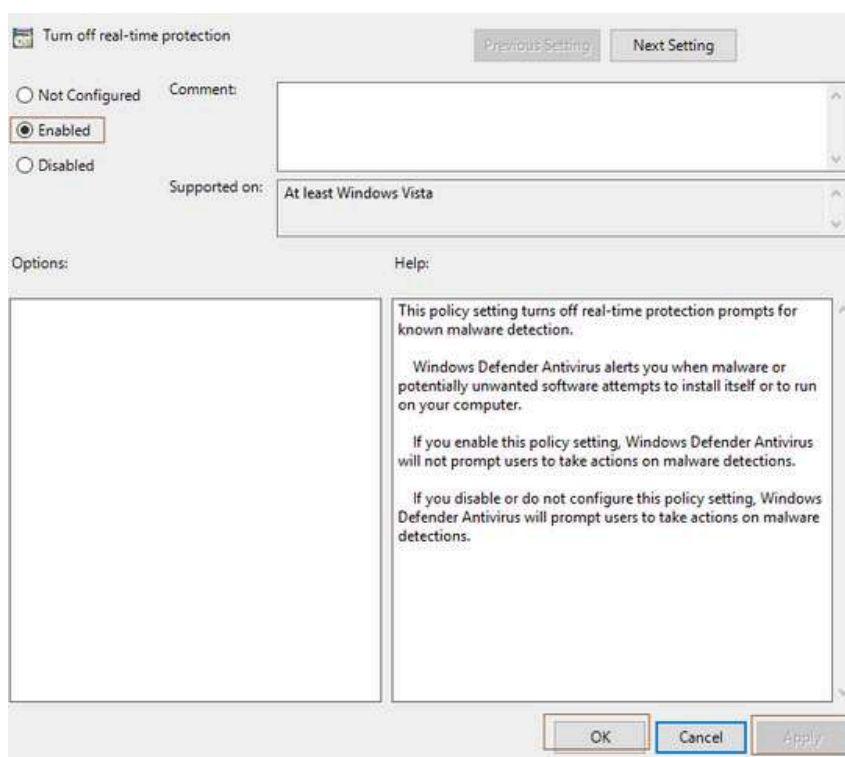 Turn off real-time protection
Previous Setting
Next Setting
Not Configured
Comment:
Enabled
Disabled
Supported on:
At least Windows Vista
Options:
Help:
This policy setting turns off real-time protection prompts for
known malware detection.
Windows Defender Antivirus alerts you when malware or
potentially unwanted software attempts to install itself or to run
on your computer.
If you enable this policy setting, Windows Defender Antivirus
will not prompt users to take actions on malware detections.
If you disable or do not configure this policy setting, Windows
Defender Antivirus will prompt users to take actions on malware
detections.
OK
Cancel
Apply